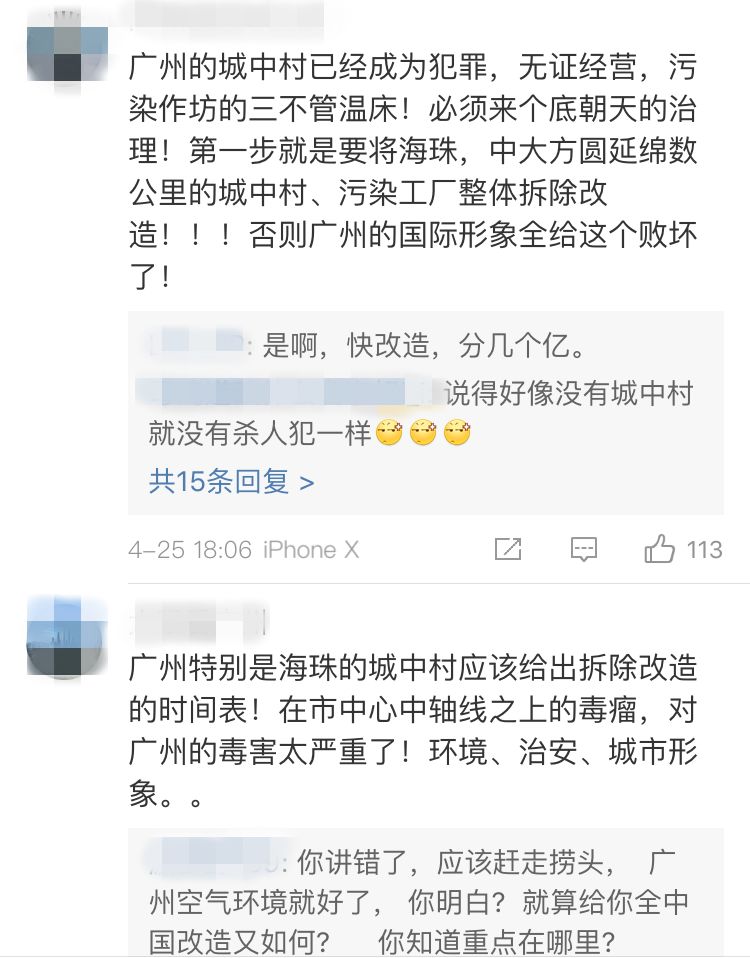 广州的城中村已经成为犯罪，无证经营，污
染作坊的三不管温床！必须来个底朝天的治
理！第一步就是要将海珠，中大方圆延绵数
公里的城中村、污染工厂整体拆除改
造！！！否则广州的国际形象全给这个败坏
了！
: 是啊，快改造，分几个亿。
说得好像没有城中村
就没有杀人犯一样
共15条回复 >
4-25 18:06 iPhone X 113
广州特别是海珠的城中村应该给出拆除改造
的时间表！在市中心中轴线之上的毒瘤，对
广州的毒害太严重了！环境、治安、城市形
象。。
: 你讲错了，应该赶走捞头， 广
州空气环境就好了， 你明白？就算给你全中
国改造又如何？ 你知道重点在哪里？